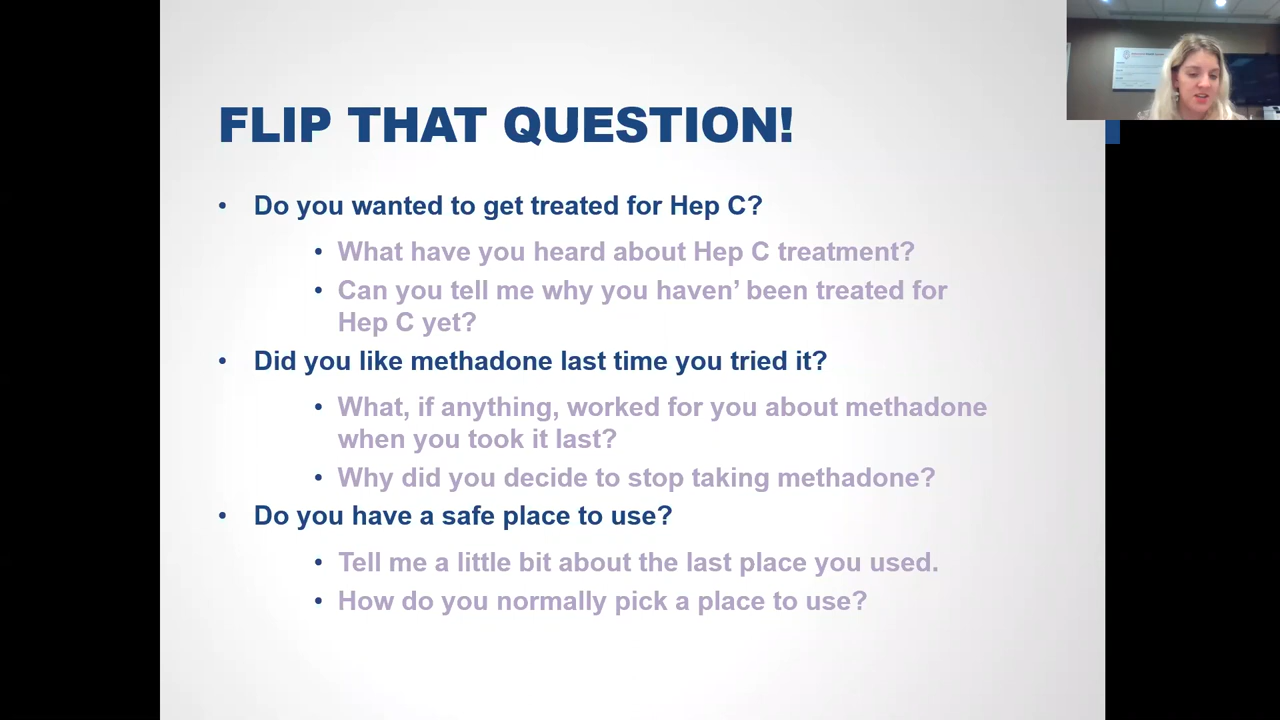 FLIP THAT QUESTION!
• Do you wanted to get treated for Hep C?
• What have you heard about Hep C treatment?
• Can you tell me why you haven’ been treated for
Hep C yet?
• Did you like methadone last time you tried it?
• What, if anything, worked for you about methadone
when you took it last?
• Why did you decide to stop taking methadone?
• Do you have a safe place to use?
• Tell me a little bit about the last place you used.
• How do you normally pick a place to use?